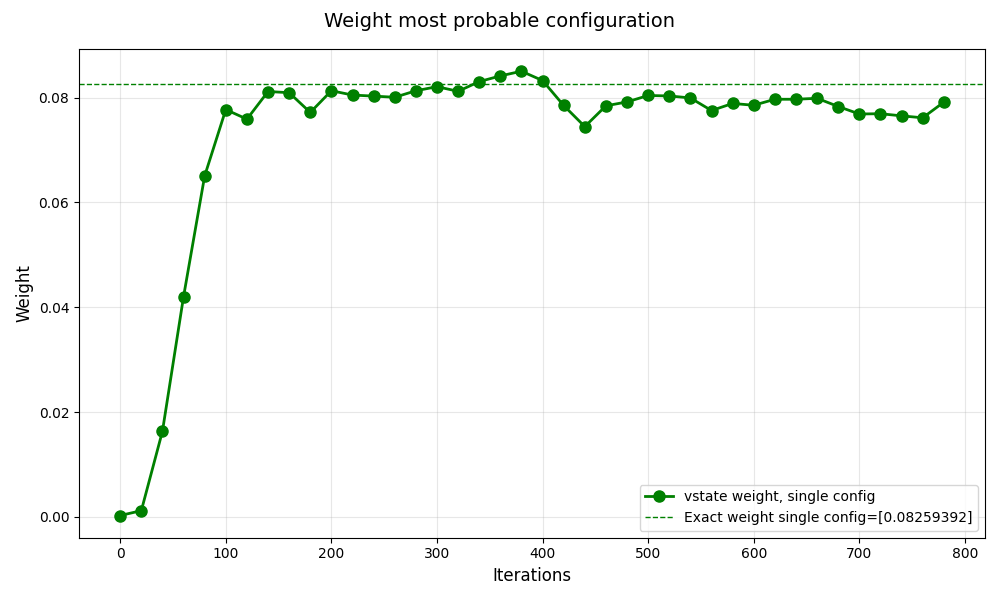 Weight most probable configuration
Weight
0.08
0.06
0.04
0.02
0.00
0 100 200 300 400 500 600 700 800
Iterations
vstate weight, single config
Exact weight single config=[0.08259392]